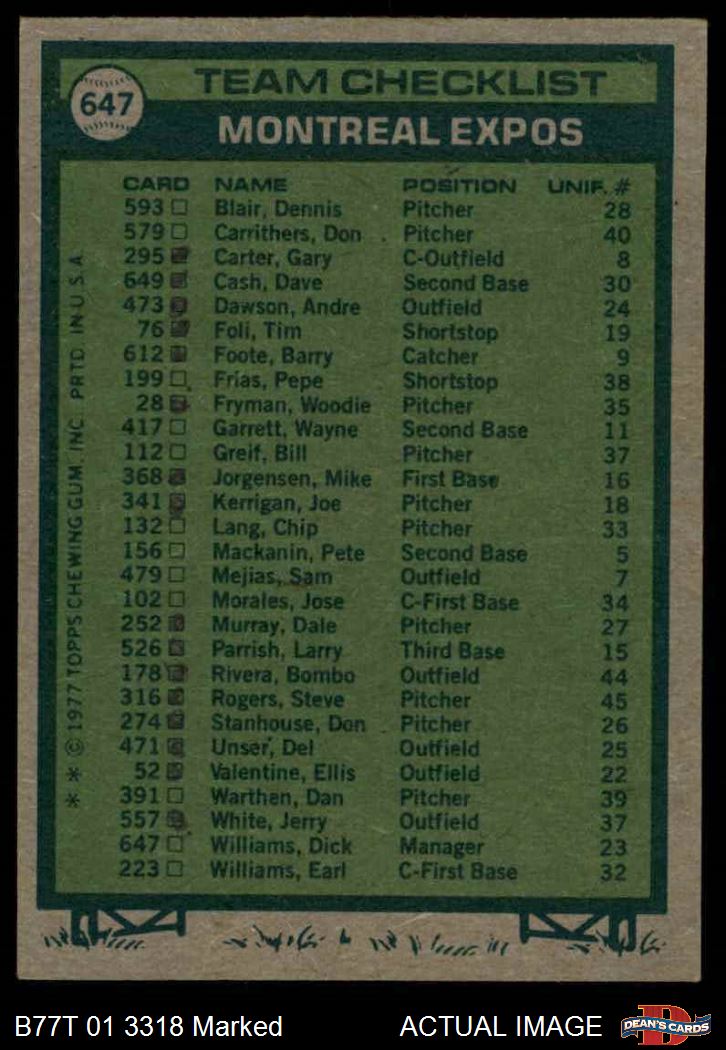 647
TEAM CHECKLIST
MONTREAL EXPOS
CARD NAME POSITION UNIF. #
593 Blair, Dennis Pitcher 28
579 Carrithers, Don Pitcher 40
295 Carter, Gary C-Outfield 8
649 Cash, Dave Second Base 30
473 Dawson, Andre Outfield 24
76 Foli, Tim Shortstop 19
612 Foote, Barry Catcher 9
199 Frias, Pepe Shortstop 38
28 Fryman, Woodie Pitcher 35
417 Garrett, Wayne Second Base 11
112 Greif, Bill Pitcher 37
368 Jorgensen, Mike First Base 16
341 Kerrigan, Joe Pitcher 18
132 Lang, Chip Pitcher 33
156 Mackanin, Pete Second Base 5
479 Mejias, Sam Outfield 7
102 Morales, Jose C-First Base 34
252 Murray, Dale Pitcher 27
526 Parrish, Larry Third Base 15
178 Rivera, Bombo Outfield 44
316 Rogers, Steve Pitcher 45
274 Stanhouse, Don Pitcher 26
471 Unser, Del Outfield 25
52 Valentine, Ellis Outfield 22
391 Warthen, Dan Pitcher 39
557 White, Jerry Outfield 37
647 Williams, Dick Manager 23
223 Williams, Earl C-First Base 32
* * © 1977 TOPPS CHEWING GUM, INC. PRTD. IN U.S.A.
B77T 01 3318 Marked
ACTUAL IMAGE
D
DEAN'S CARDS